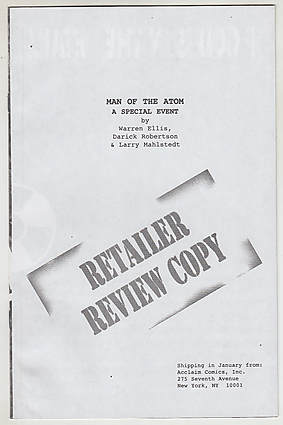 MAN OF THE ATOM
A SPECIAL EVENT
by
Warren Ellis,
Darick Robertson
& Larry Mahlstedt
RETAILER
REVIEW COPY
Shipping in January from:
Acclaim Comics, Inc.
275 Seventh Avenue
New York, NY 10001